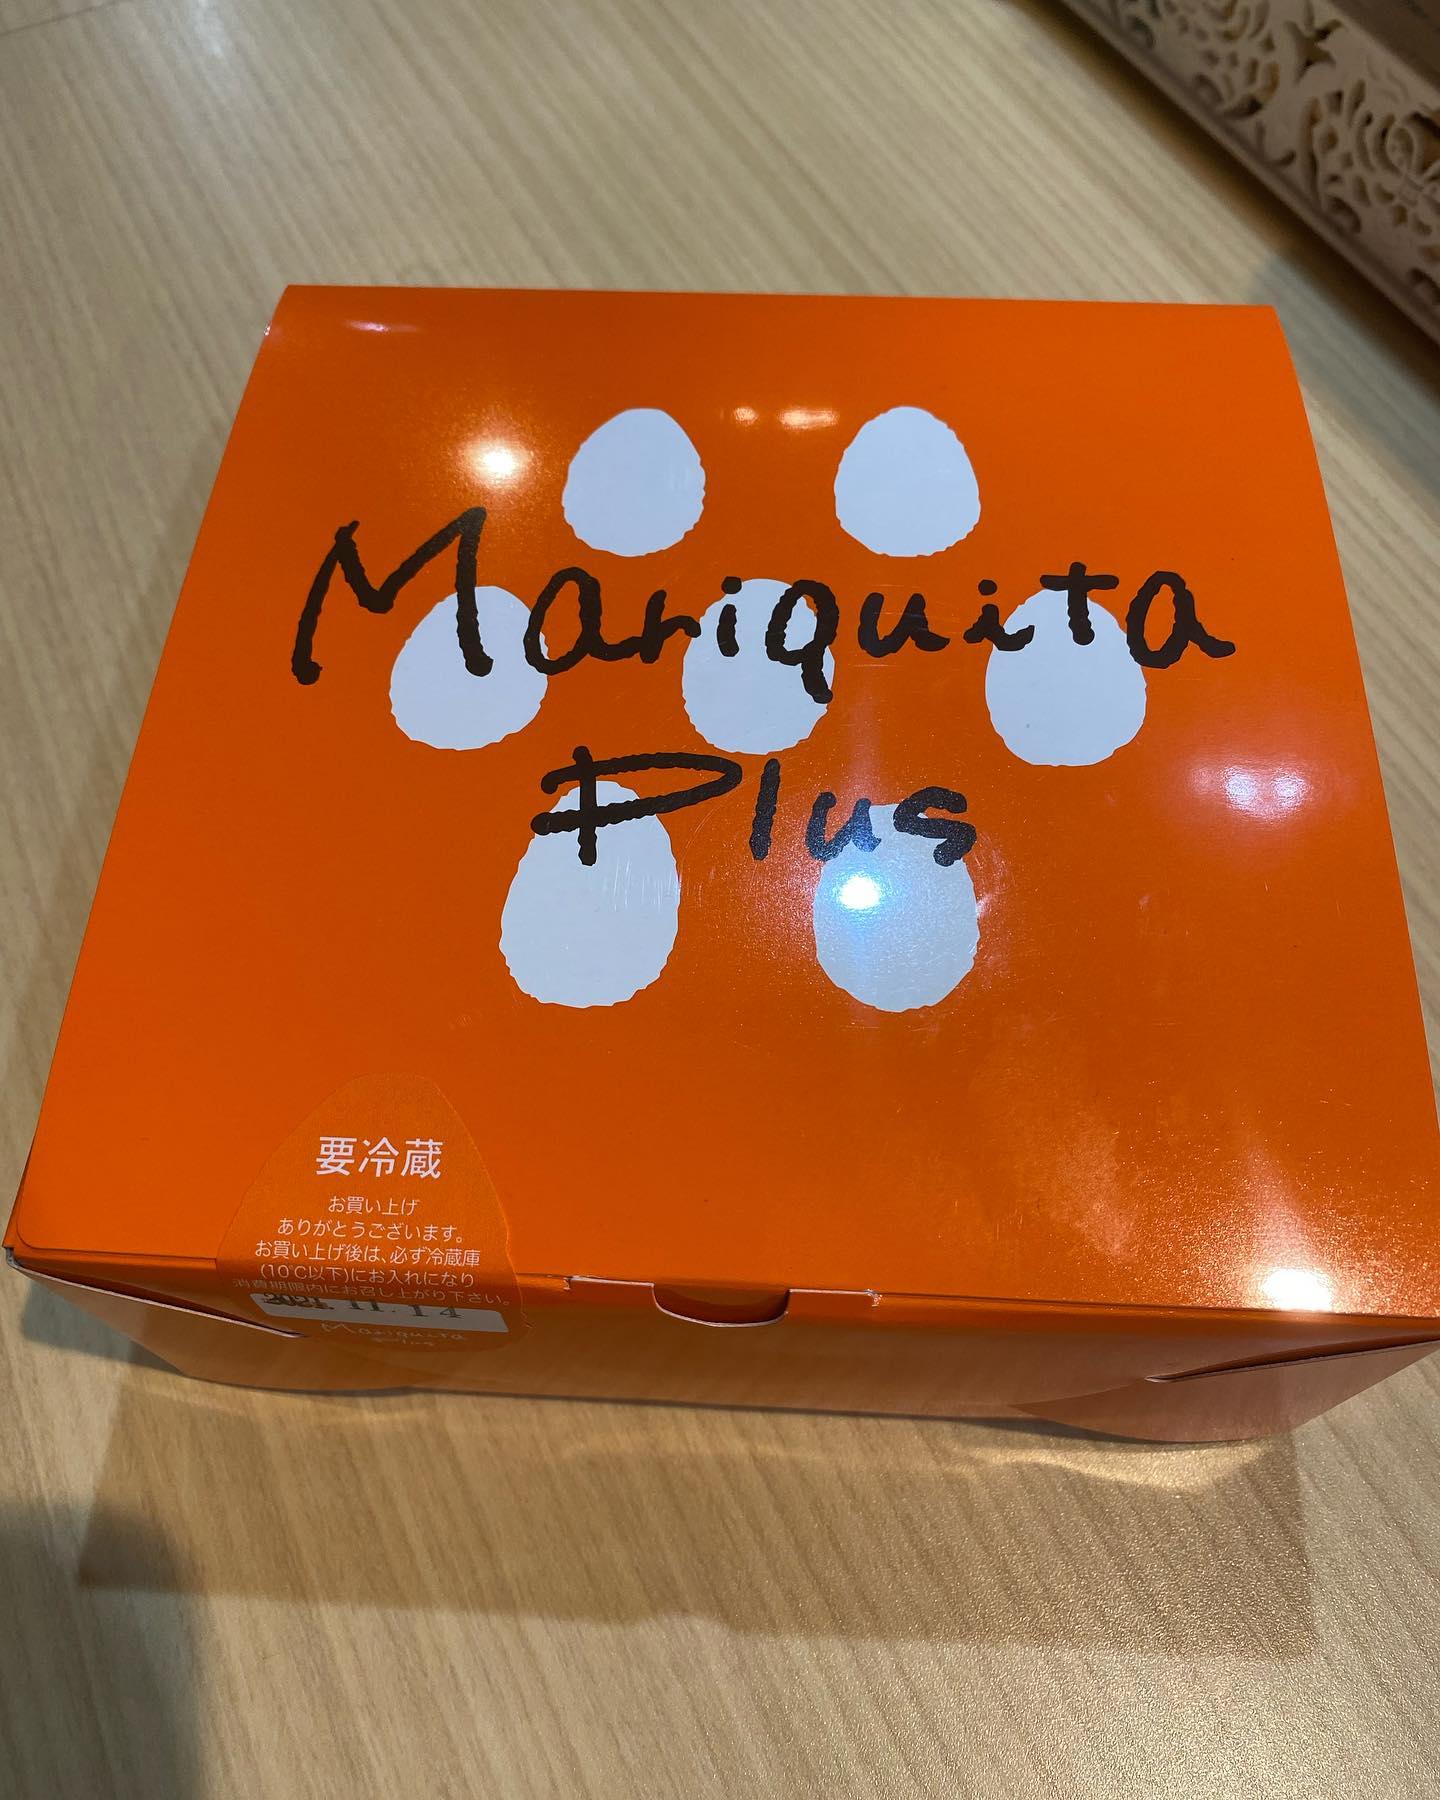 Mariquita
Plus
要冷蔵
お買い上げ
ありがとうございます。
お買い上げ後は、必ず冷蔵庫
(10℃以下)にお入れになり
消費期限内にお召し上がり下さい。
2024.11.14
Mariquita
Plus